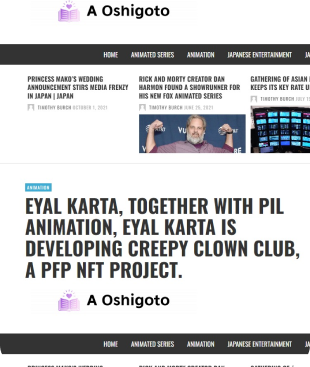 A Oshigoto
HOME ANIMATED SERIES ANIMATION JAPANESE ENTERTAINMENT JA
PRINCESS MAKO'S WEDDING
ANNOUNCEMENT STIRS MEDIA FRENZY
IN JAPAN | JAPAN
TIMOTHY BURCH OCTOBER 1, 2021
RICK AND MORTY CREATOR DAN
HARMON FOUND A SHOWRUNNER FOR
HIS NEW FOX ANIMATED SERIES
TIMOTHY BURCH JUNE 25, 2021
GATHERING OF ASIAN
KEEPS ITS KEY RATE U
TIMOTHY BURCH JULY
ANIMATION
EYAL KARTA, TOGETHER WITH PIL
ANIMATION, EYAL KARTA IS
DEVELOPING CREEPY CLOWN CLUB,
A PFP NFT PROJECT.
A Oshigoto
HOME ANIMATED SERIES ANIMATION JAPANESE ENTERTAINMENT JA